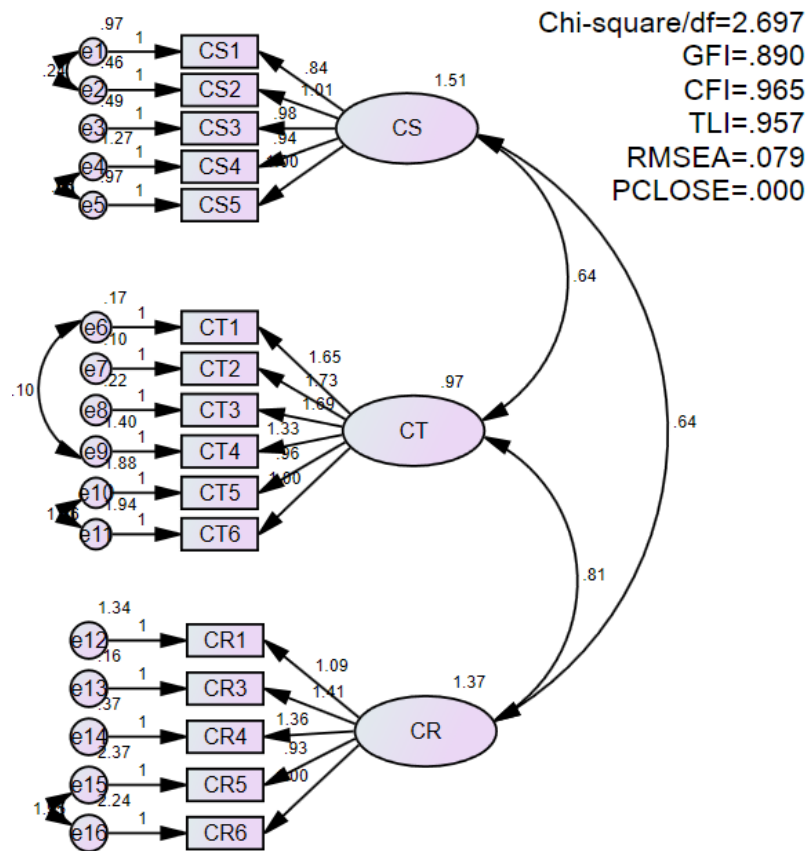 Chi-square/df=2.697
GFI=.890
CFI=.965
TLI=.957
RMSEA=.079
PCLOSE=.000
.97
e1 1 CS1
.46
e2 1 CS2
.49
e3 1 CS3
1.27
e4 1 CS4
.97
e5 1 CS5
.84
1.01
.98
.94
1.51
CS
.17
e6 1 CT1
.10
e7 1 CT2
.22
e8 1 CT3
1.40
e9 1 CT4
1.88
e10 1 CT5
1.94
e11 1 CT6
.10
1.65
1.73
1.69
1.33
.96
1.00
.97
CT
.64
.64
.81
1.34
e12 1 CR1
.16
e13 1 CR3
.37
e14 1 CR4
2.37
e15 1 CR5
2.24
e16 1 CR6
1.09
1.41
1.36
.93
1.37
CR